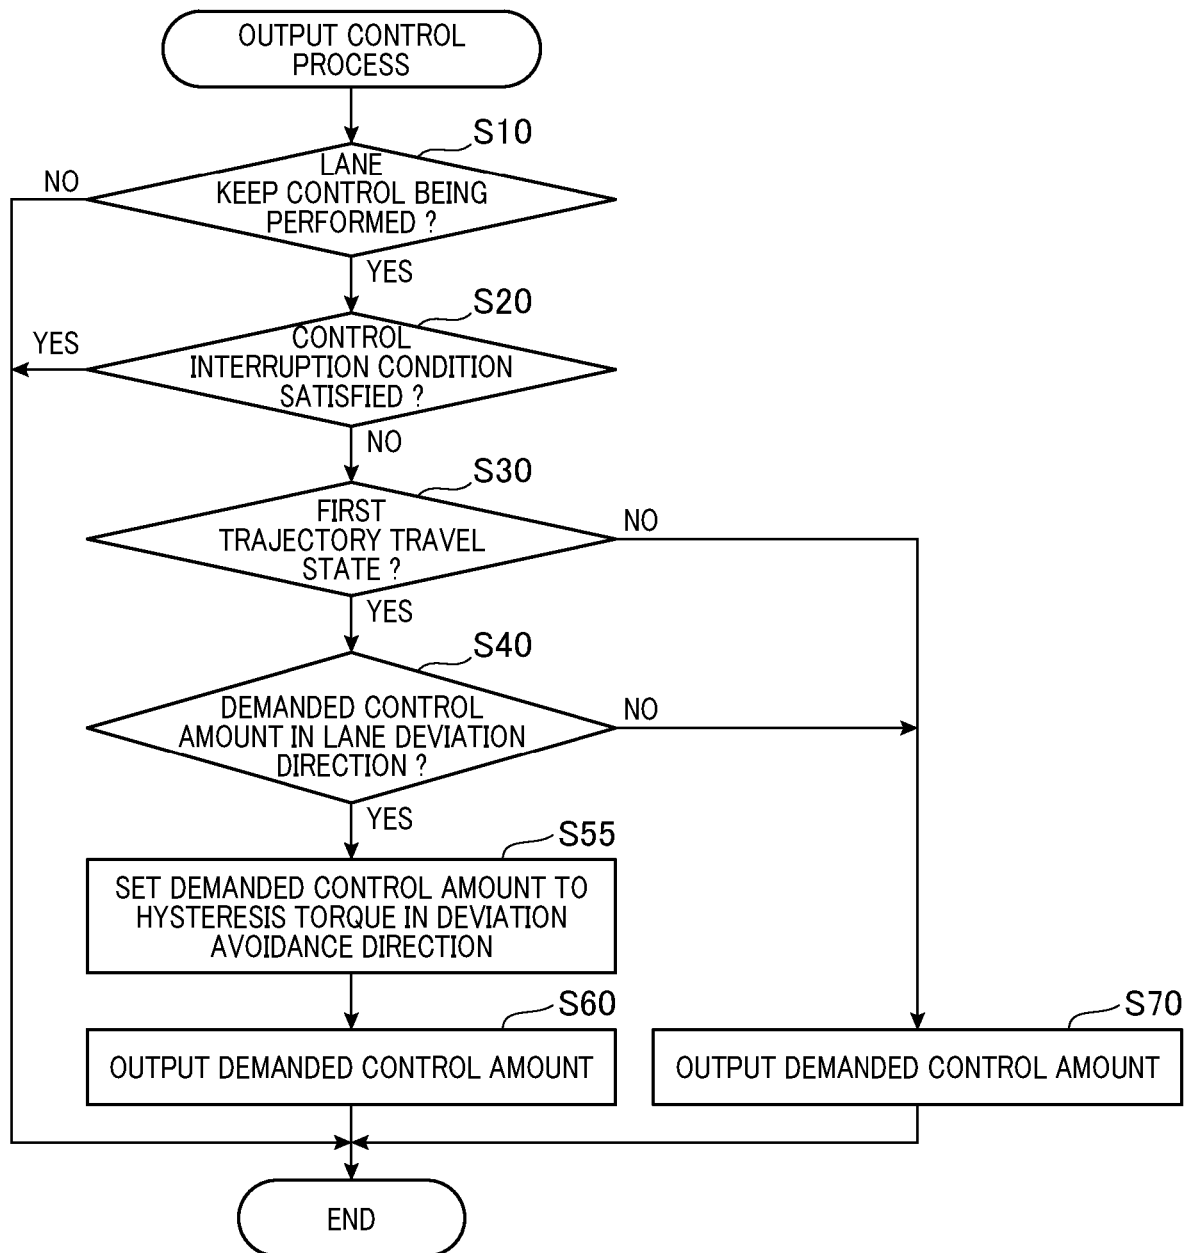 OUTPUT CONTROL
PROCESS
S10
LANE
KEEP CONTROL BEING
PERFORMED ?
NO
YES
S20
CONTROL
INTERRUPTION CONDITION
SATISFIED ?
YES
NO
S30
FIRST
TRAJECTORY TRAVEL
STATE ?
NO
YES
S40
DEMANDED CONTROL
AMOUNT IN LANE DEVIATION
DIRECTION ?
NO
YES
S55
SET DEMANDED CONTROL AMOUNT TO
HYSTERESIS TORQUE IN DEVIATION
AVOIDANCE DIRECTION
S60
OUTPUT DEMANDED CONTROL AMOUNT
S70
OUTPUT DEMANDED CONTROL AMOUNT
END